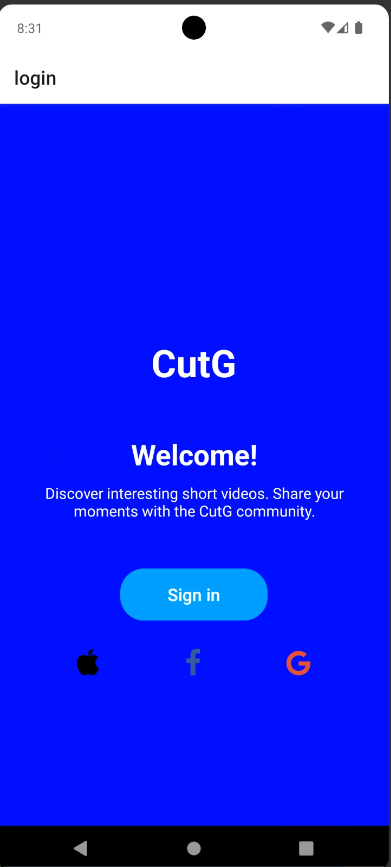 8:31
login
CutG
Welcome!
Discover interesting short videos. Share your
moments with the CutG community.
Sign in